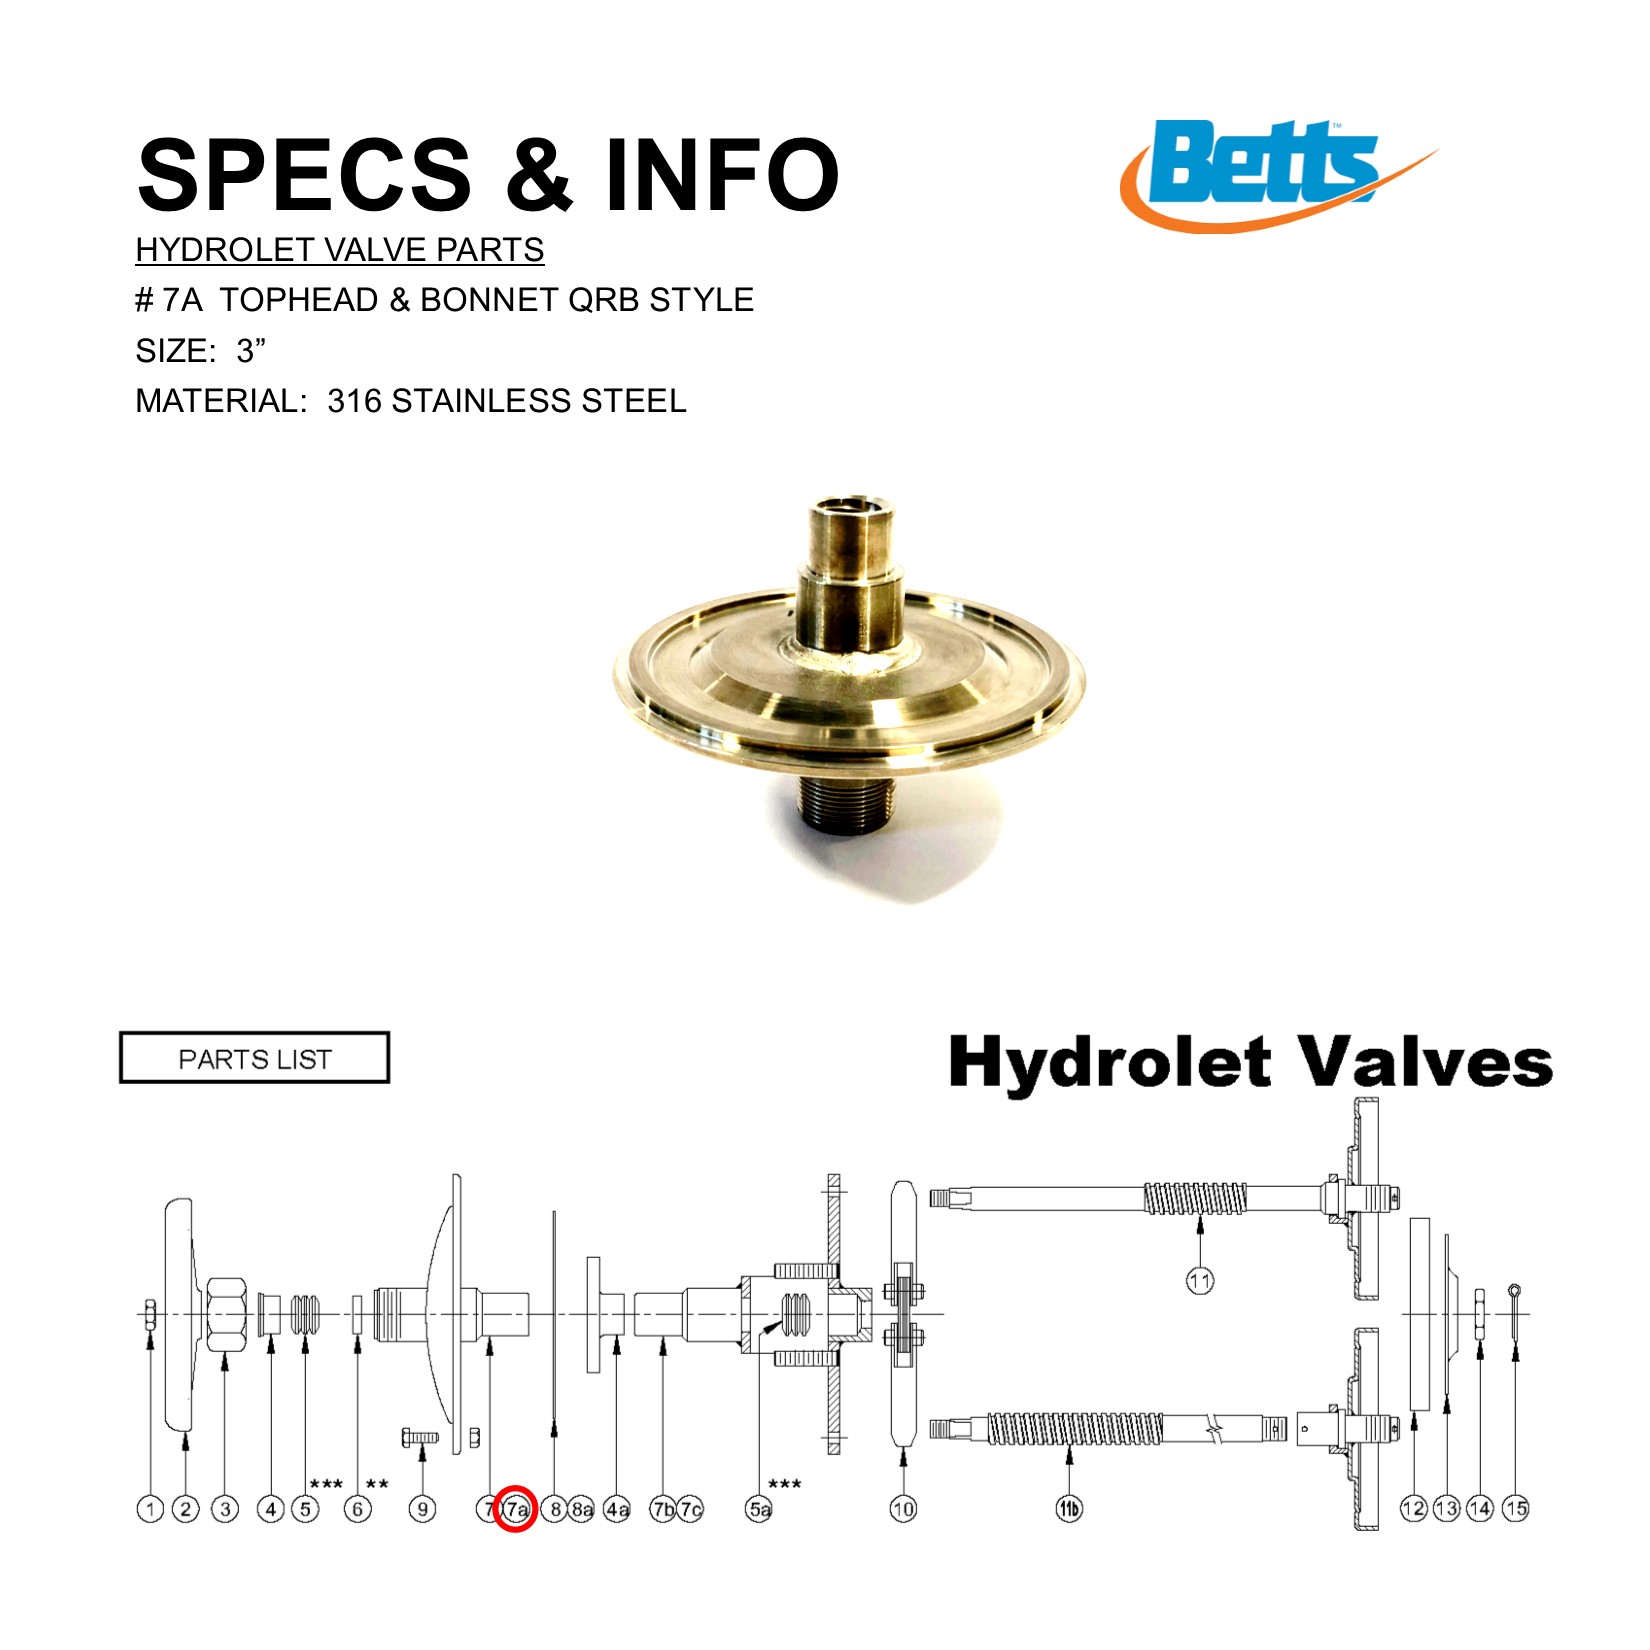 SPECS & INFO
Betts™
HYDROLET VALVE PARTS
# 7A TOPHEAD & BONNET QRB STYLE
SIZE: 3”
MATERIAL: 316 STAINLESS STEEL
PARTS LIST
Hydrolet Valves
11
*** ** ***
1 2 3 4 5 6 9 7 7a 8 8a 4a 7b 7c 5a 10 11b 12 13 14 15